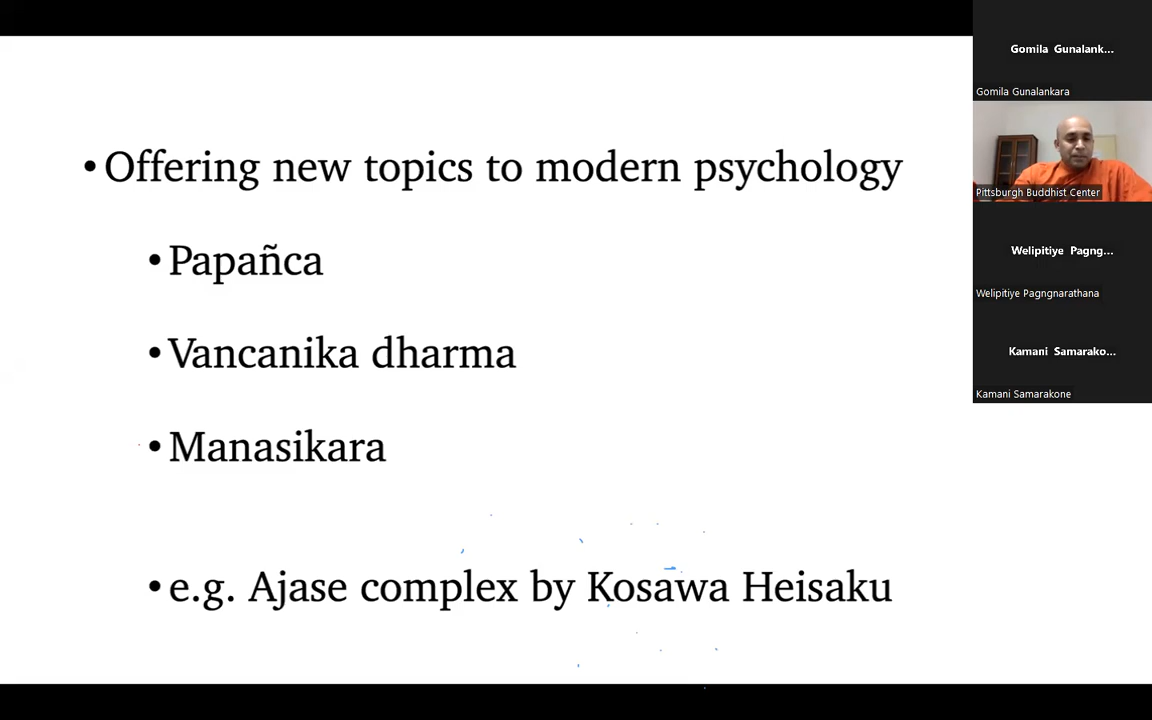 • Offering new topics to modern psychology
• Papañca
• Vancanika dharma
• Manasikara
• e.g. Ajase complex by Kosawa Heisaku
Gomila Gunalank...
Gomila Gunalankara
Pittsburgh Buddhist Center
Welipitiye Pagng...
Welipitiye Pagngnarathana
Kamani Samarako...
Kamani Samarakone